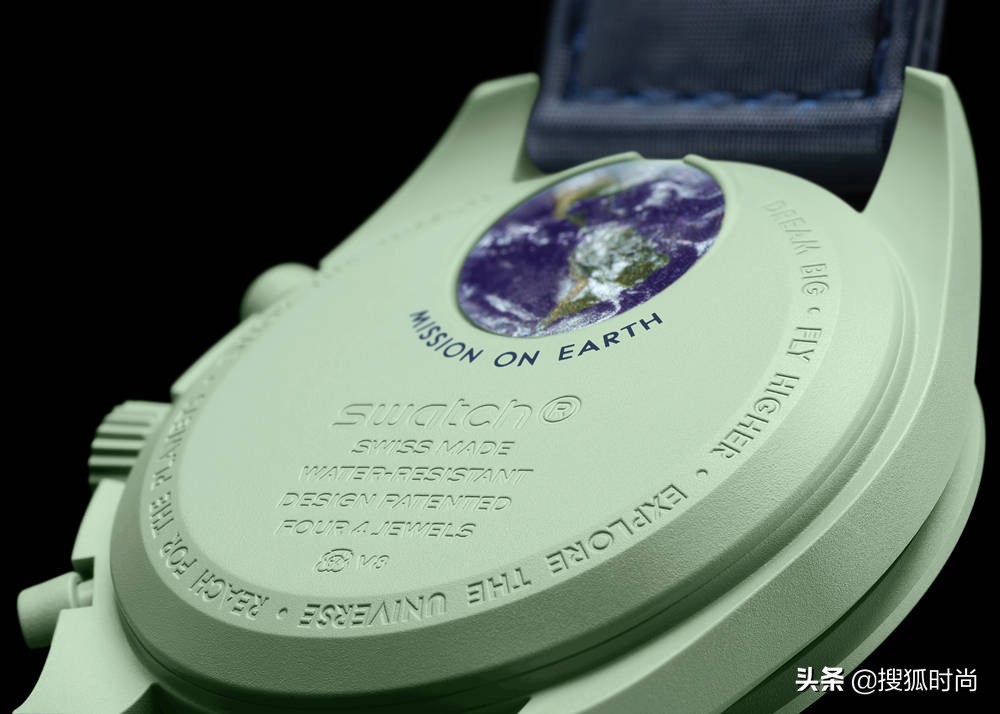 MISSION ON EARTH
swatch®
SWISS MADE
WATER-RESISTANT
DESIGN PATENTED
FOUR 4 JEWELS
V8
DREAM BIG • FLY HIGHER • EXPLORE THE UNIVERSE • REACH FOR THE PLANETS
头条 @搜狐时尚